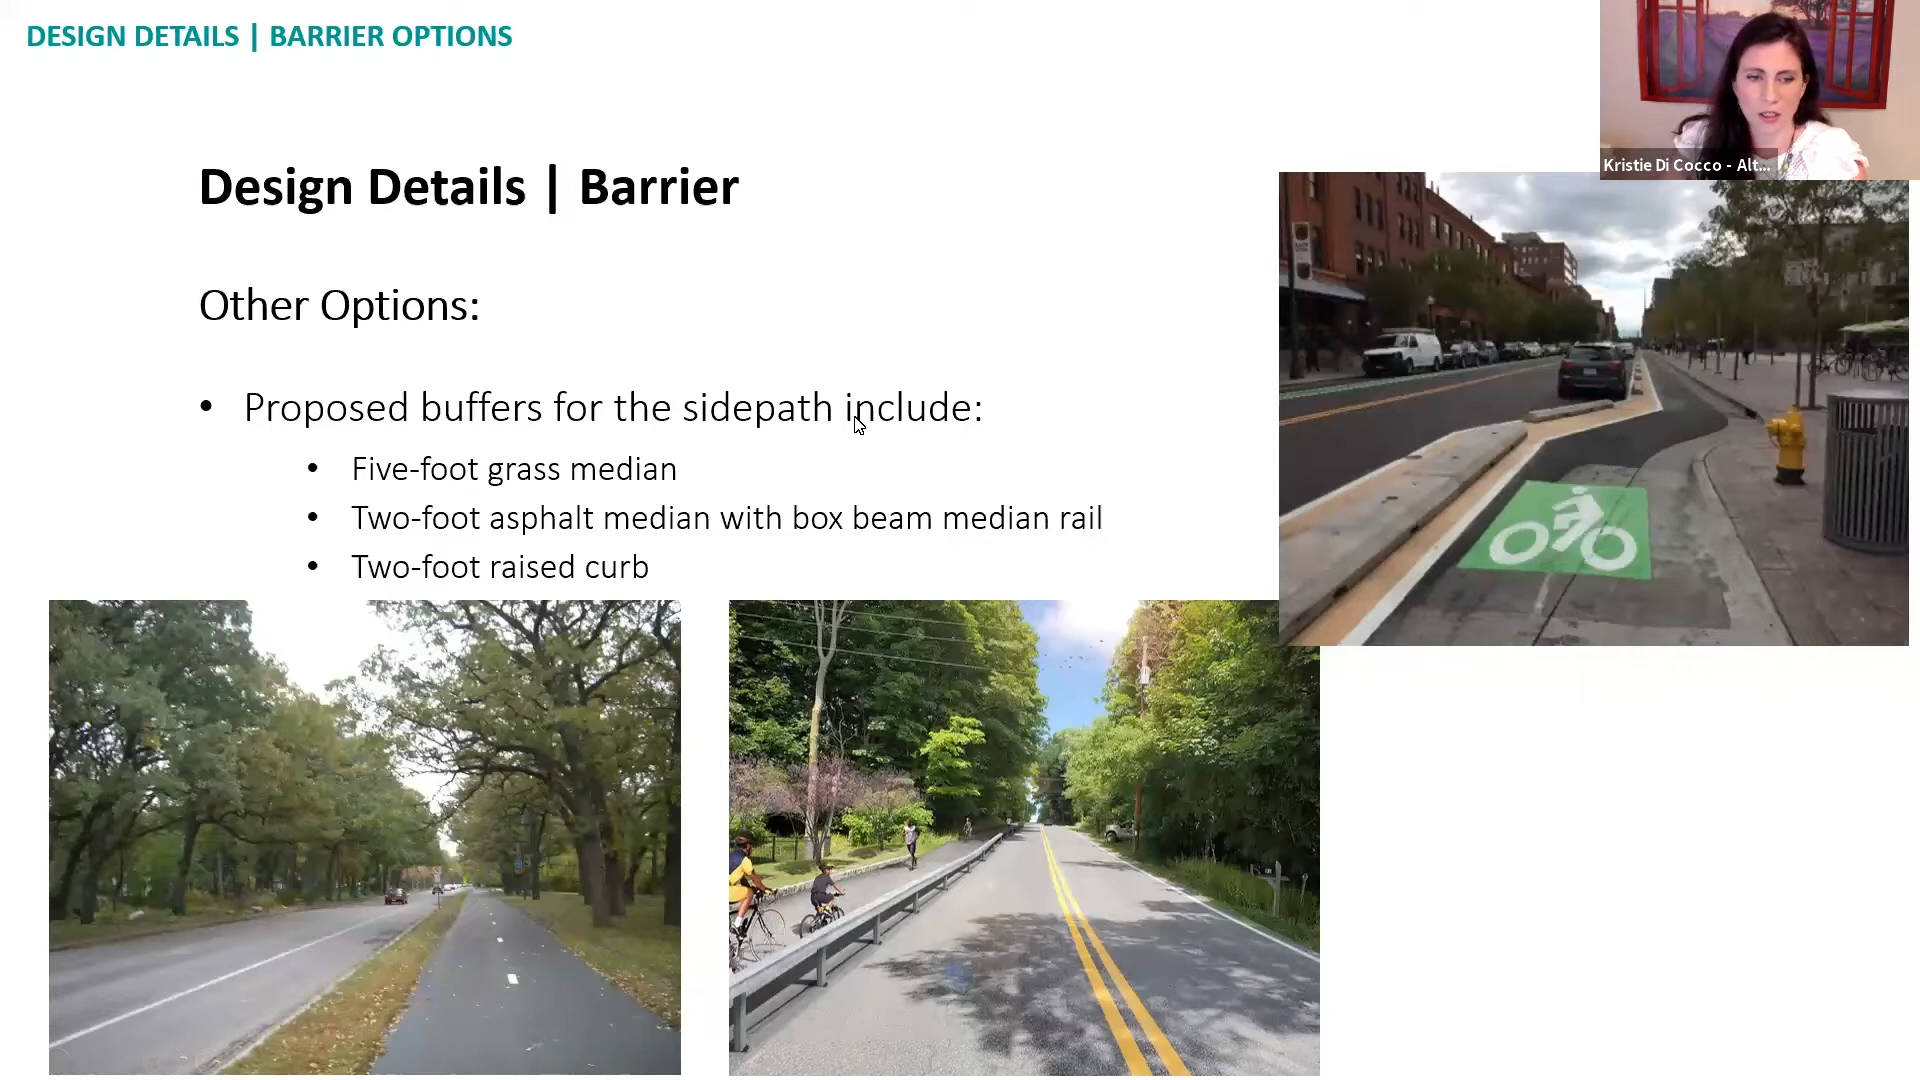 DESIGN DETAILS | BARRIER OPTIONS
Kristie Di Cocco - Alt...
Design Details | Barrier
Other Options:
• Proposed buffers for the sidepath include:
• Five-foot grass median
• Two-foot asphalt median with box beam median rail
• Two-foot raised curb